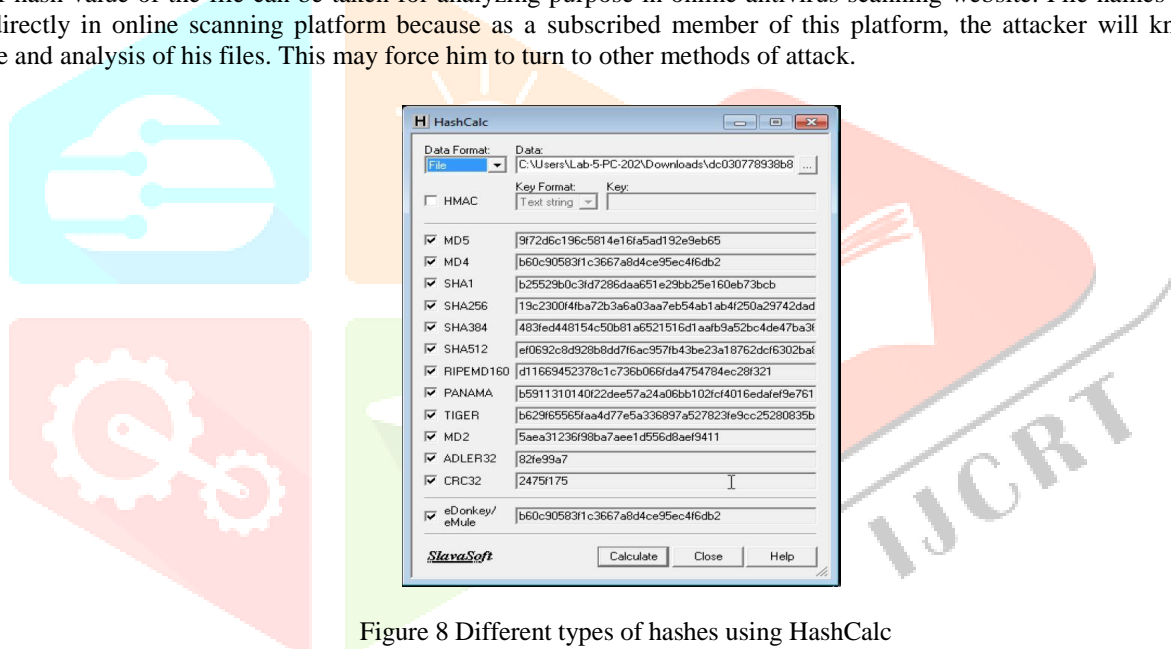 hash value of the file can be taken for analyzing purpose in online antivirus scanning website. File names
directly in online scanning platform because as a subscribed member of this platform, the attacker will kn
e and analysis of his files. This may force him to turn to other methods of attack.
H HashCalc
Data Format: Data:
File C:\Users\Lab-5-PC-202\Downloads\dc030778938b8 ...
Key Format: Key:
HMAC Text string
MD5 9f72d6c196c5814e16fa5ad192e9eb65
MD4 b60c90583f1c3667a8d4ce95ec4f6db2
SHA1 b25529b0c3fd7286daa651e29bb25e160eb73bcb
SHA256 19c2300f4fba72b3a6a03aa7eb54ab1ab4f250a29742dad
SHA384 483fed448154c50b81a6521516d1aafb9a52bc4de47ba3f
SHA512 ef0692c8d928b8dd7f6ac957fb43be23a18762dcf6302ba8
RIPEMD160 d11669452378c1c736b066fda4754784ec28f321
PANAMA b5911310140f22dee57a24a06bb102fcf4016edafef9e761
TIGER b629f65565faa4d77e5a336897a527823fe9cc25280835b
MD2 5aea31236f98ba7aee1d556d8aef9411
ADLER32 82fe99a7
CRC32 2475f175
eDonkey/
eMule b60c90583f1c3667a8d4ce95ec4f6db2
SlavaSoft Calculate Close Help
IJCRT
Figure 8 Different types of hashes using HashCalc